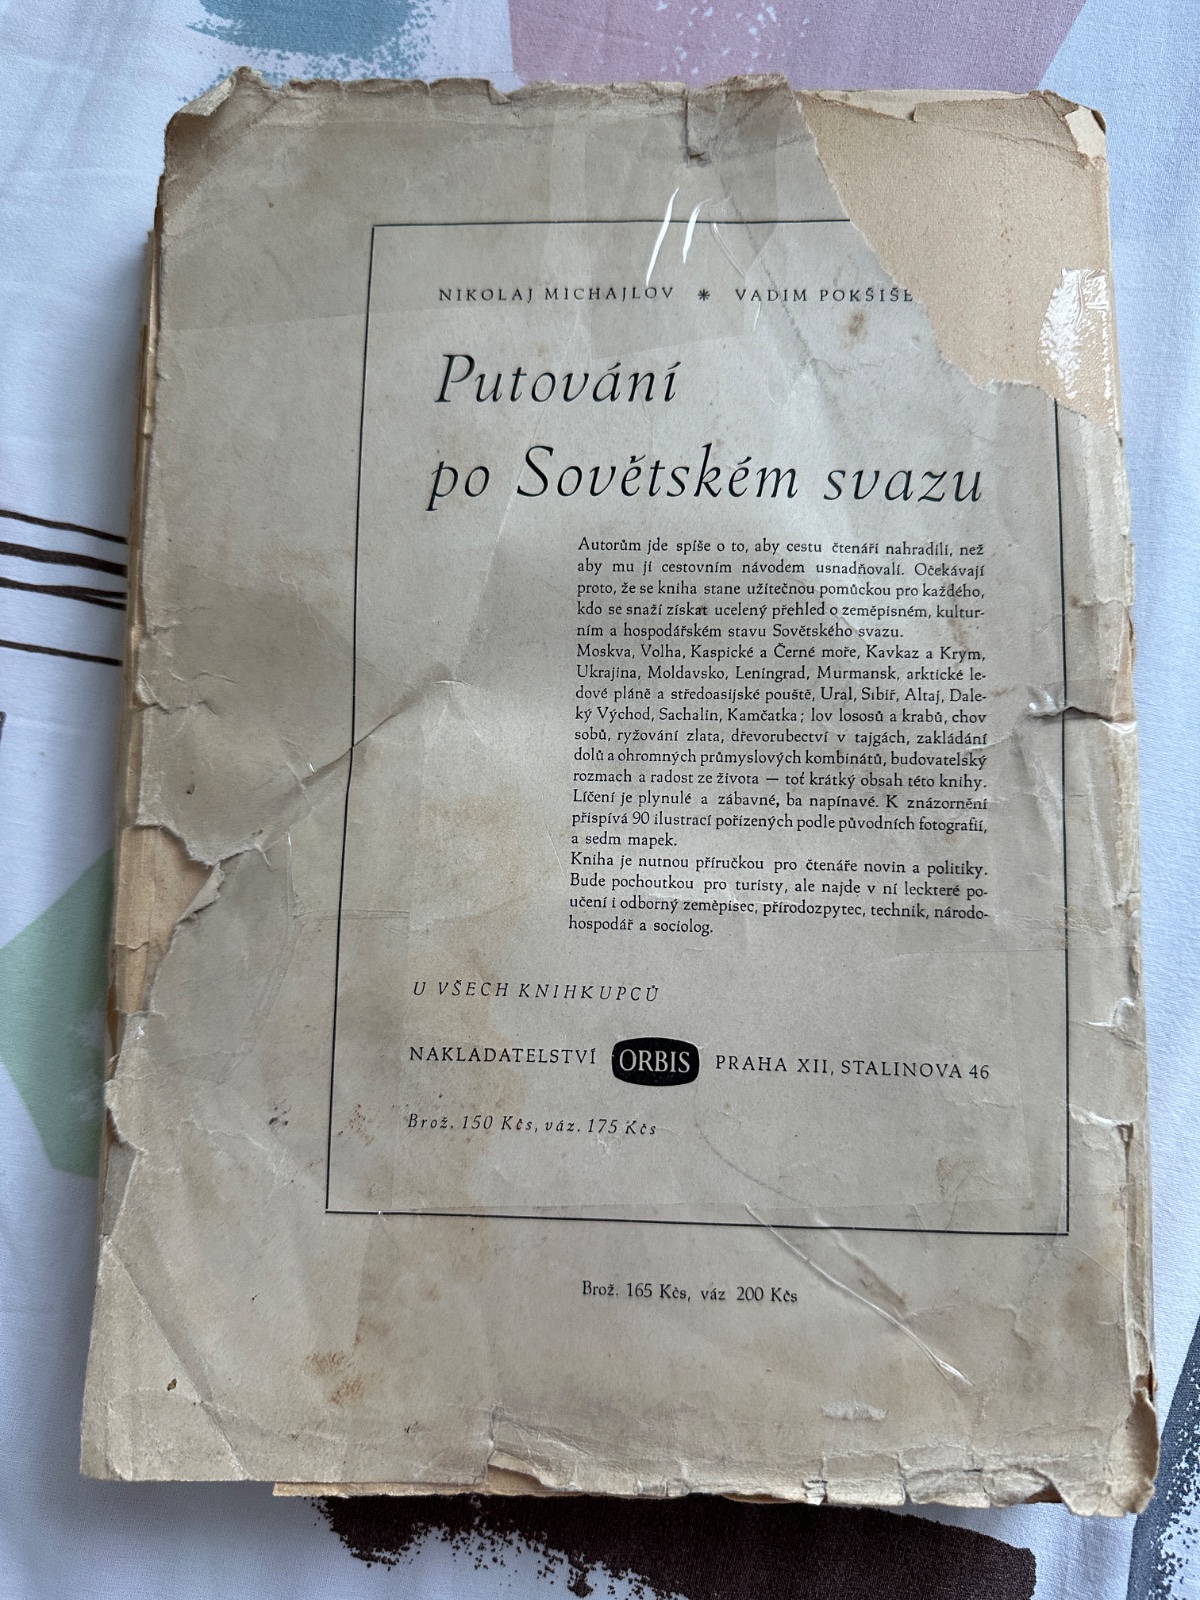 NIKOLAJ MICHAJLOV * VADIM
Putování
po Sovětském svazu
Autorům jde spíše o to, aby cestu čtenáři nahradili, než
aby mu ji cestovním návodem usnadňovali. Očekávají
proto, že se kniha stane užitečnou pomůckou pro každého,
kdo se snaží získat ucelený přehled o zeměpisném, kultur-
ním a hospodářském stavu Sovětského svazu.
Moskva, Volha, Kaspické a Černé moře, Kavkaz a Krym,
Ukrajina, Moldavsko, Leningrad, Murmansk, arktické le-
dové pláně a středoasijské pouště, Ural, Sibiř, Altaj, Dale-
ký Východ, Sachalin, Kamčatka; lov lososů a krabů, chov
sobů, ryžování zlata, dřevorubectví v tajgách, zakládání
dolů a ohromných průmyslových kombinátů, budovatelský
rozmach a radost ze života — toť krátký obsah této knihy.
Líčení je plynulé a zábavné, ba napínavé. K znázornění
přispívá 90 ilustrací pořízených podle původních fotografií,
a sedm mapek.
Kniha je nutnou příručkou pro čtenáře novin a politiky.
Bude pochoutkou pro turisty, ale najde v ní leckteré po-
učení i odborný zeměpisec, přírodozpytec, technik, národo-
hospodář a sociolog.
U VŠECH KNIHKUPCŮ
NAKLADATELSTVÍ ORBIS PRAHA XII, STALINOVA 46
Brož. 150 Kčs, váz. 175 Kčs
Brož. 165 Kčs, váz 200 Kčs